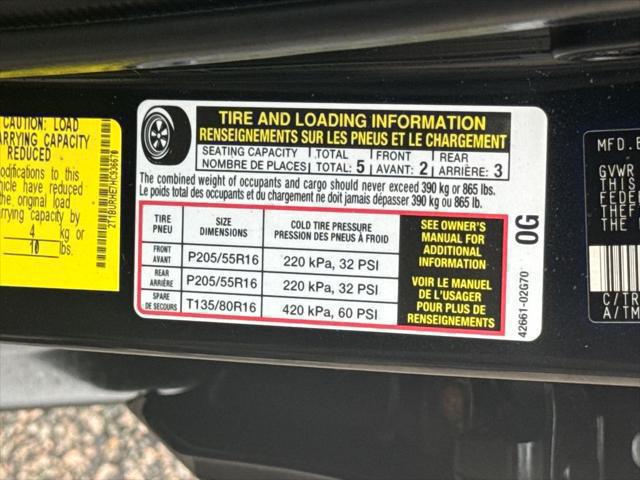 CAUTION: LOAD
ARRYING CAPACITY
REDUCED
odifications to this
hicle have reduced
he original load
rrying capacity by
4 kg or
10 lbs.
TIRE AND LOADING INFORMATION
RENSEIGNEMENTS SUR LES PNEUS ET LE CHARGEMENT
SEATING CAPACITY TOTAL FRONT REAR
NOMBRE DE PLACES TOTAL: 5 AVANT: 2 ARRIÈRE: 3
The combined weight of occupants and cargo should never exceed 390 kg or 865 lbs.
Le poids total des occupants et du chargement ne doit jamais dépasser 390 kg ou 865 lb.
TIRE PNEU
SIZE DIMENSIONS
COLD TIRE PRESSURE
PRESSION DES PNEUS À FROID
FRONT
AVANT
P205/55R16
220 kPa, 32 PSI
REAR
ARRIÈRE
P205/55R16
220 kPa, 32 PSI
SPARE
DE SECOURS
T135/80R16
420 kPa, 60 PSI
SEE OWNER'S
MANUAL FOR
ADDITIONAL
INFORMATION
VOIR LE MANUEL
DE L'USAGER
POUR PLUS DE
RENSEIGNEMENTS
0G
42661-02G70
MFD.B
GVWR
THIS
FEDER
THEF
C/TR
A/TM